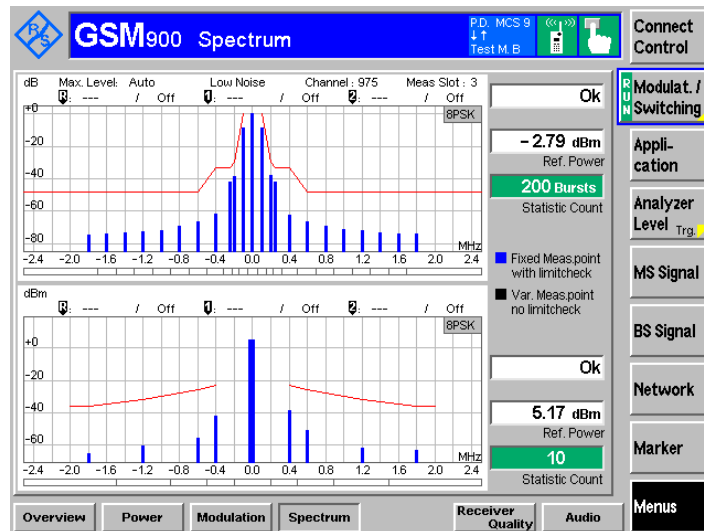 R S
GSM900 Spectrum
P.D. MCS 9
↓↑
Test M. B
Connect
Control
dB Max. Level: Auto Low Noise Channel : 975 Meas Slot : 3
R: --- / Off 1: --- / Off 2: --- / Off
8PSK
+0
-20
-40
-60
-80
MHz
-2.4 -2.0 -1.6 -1.2 -0.8 -0.4 0.0 0.4 0.8 1.2 1.6 2.0 2.4
Ok
-2.79 dBm
Ref. Power
200 Bursts
Statistic Count
Fixed Meas.point
with limitcheck
Var. Meas.point
no limitcheck
dBm
R: --- / Off 1: --- / Off 2: --- / Off
8PSK
+0
-20
-40
-60
MHz
-2.4 -2.0 -1.6 -1.2 -0.8 -0.4 0.0 0.4 0.8 1.2 1.6 2.0 2.4
Ok
5.17 dBm
Ref. Power
10
Statistic Count
RUN
Modulat. /
Switching
Appli-
cation
Analyzer
Level Trg.
MS Signal
BS Signal
Network
Marker
Menus
Overview Power Modulation Spectrum Receiver Quality Audio